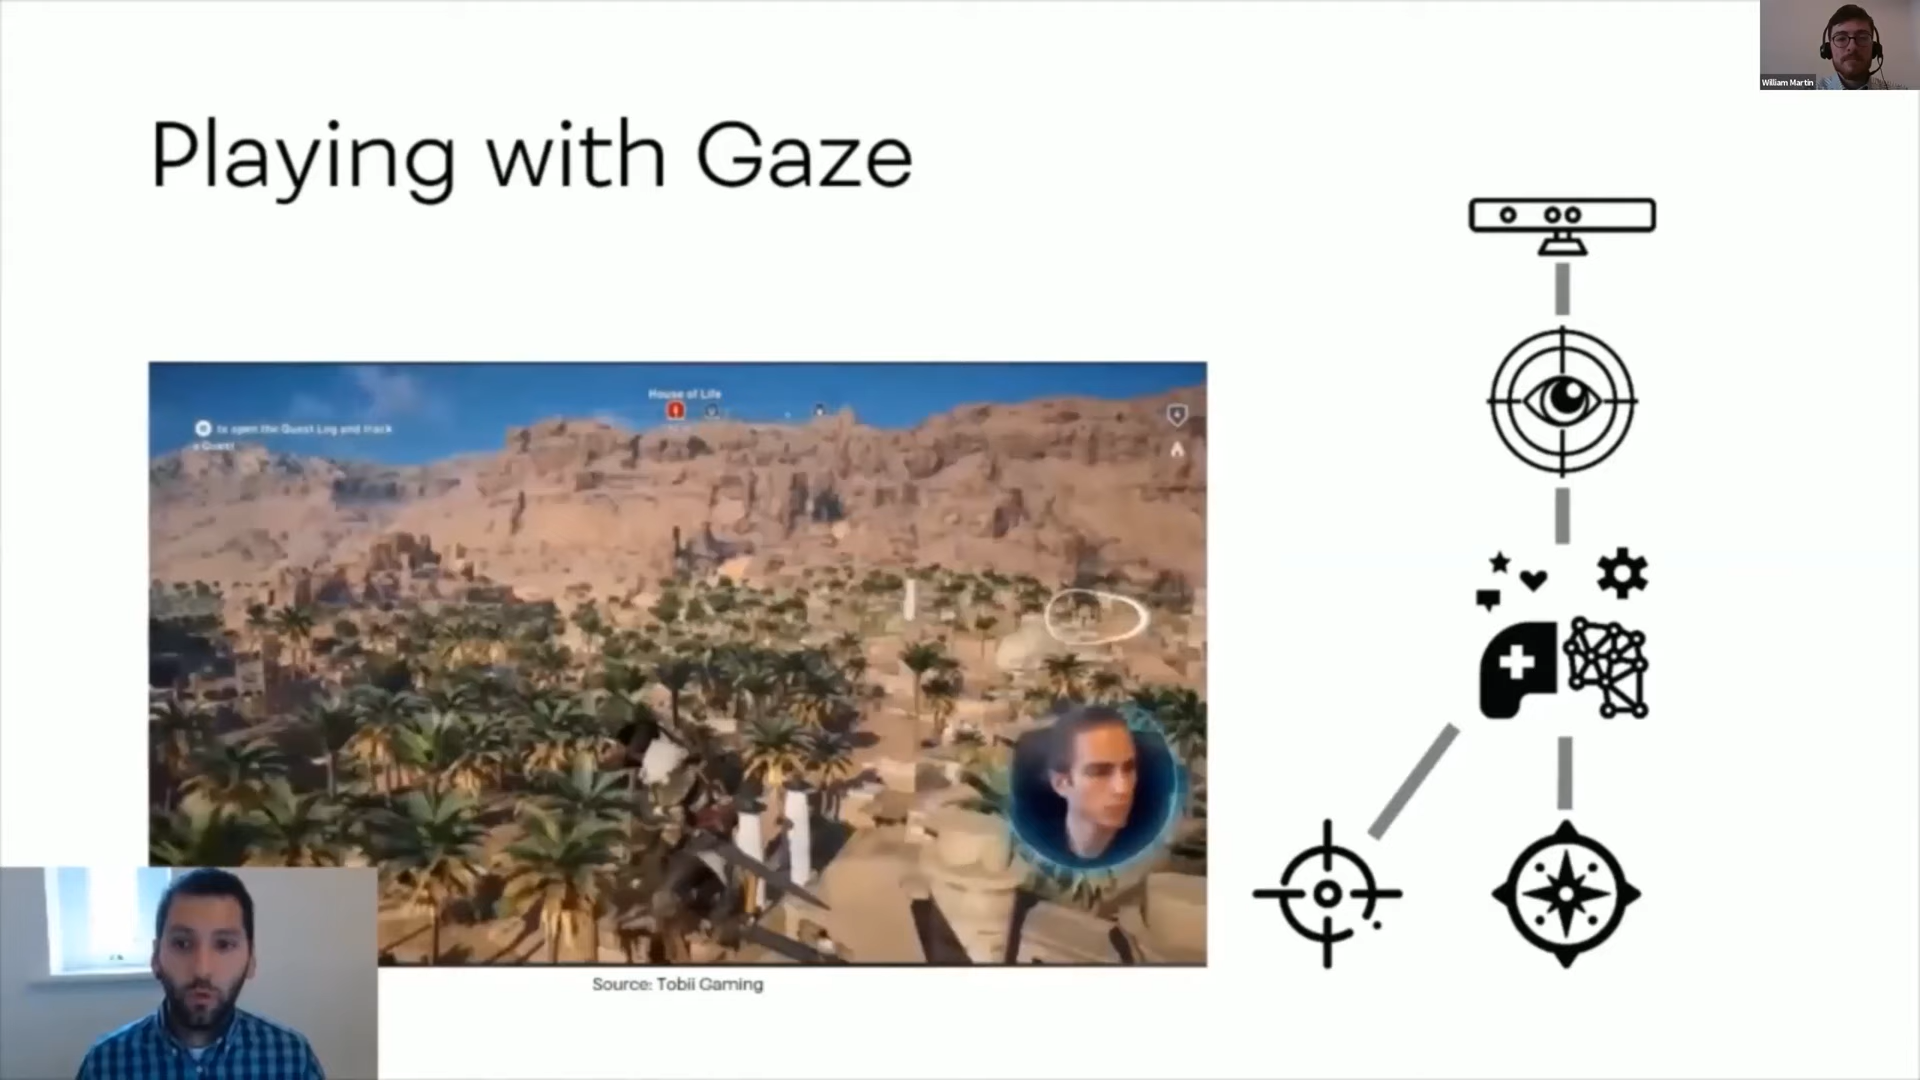 William Martin
Playing with Gaze
House of Life
to open the Quest Log and track
a Quest
Source: Tobii Gaming